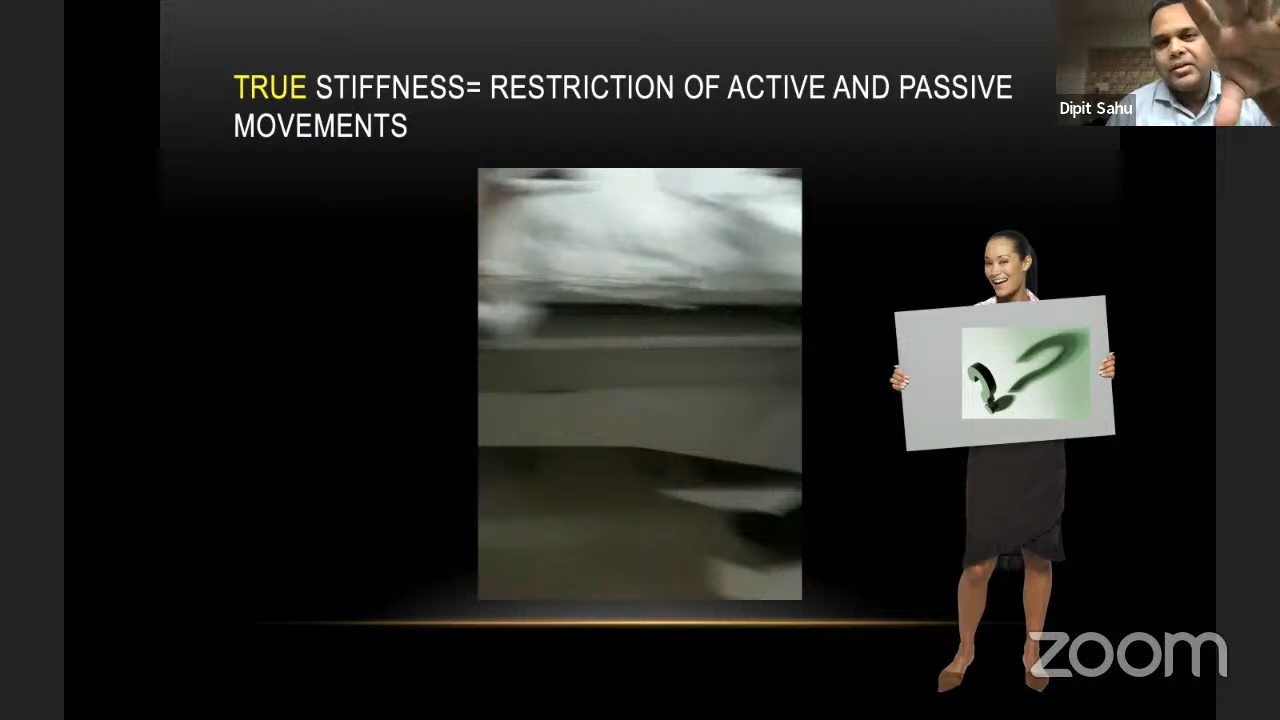 TRUE STIFFNESS= RESTRICTION OF ACTIVE AND PASSIVE
MOVEMENTS
Dipit Sahu
?
zoom